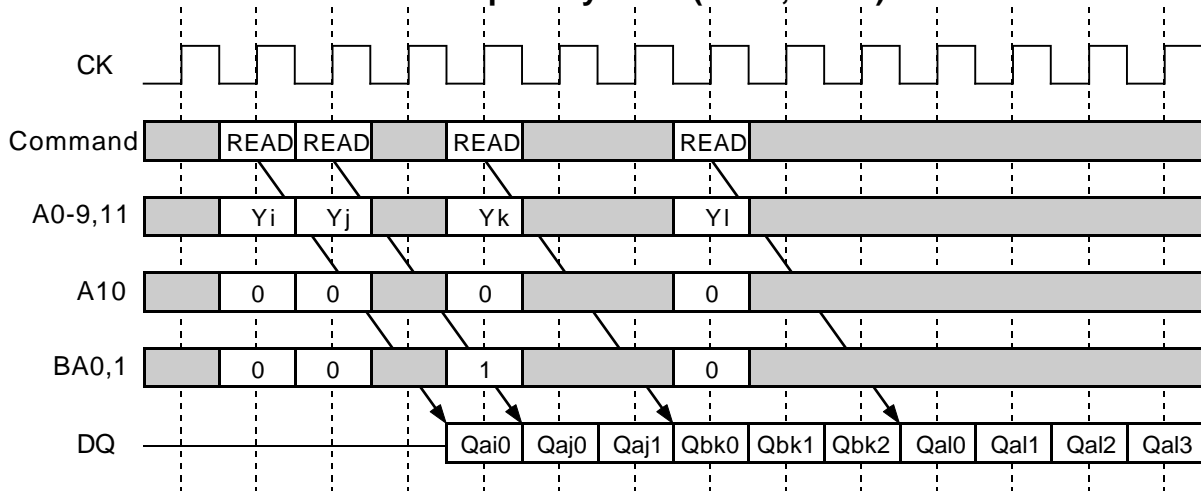 CK
Command READ READ READ READ
A0-9,11 Yi Yj Yk Yl
A10 0 0 0 0
BA0,1 0 0 1 0
DQ Qai0 Qaj0 Qaj1 Qbk0 Qbk1 Qbk2 Qal0 Qal1 Qal2 Qal3